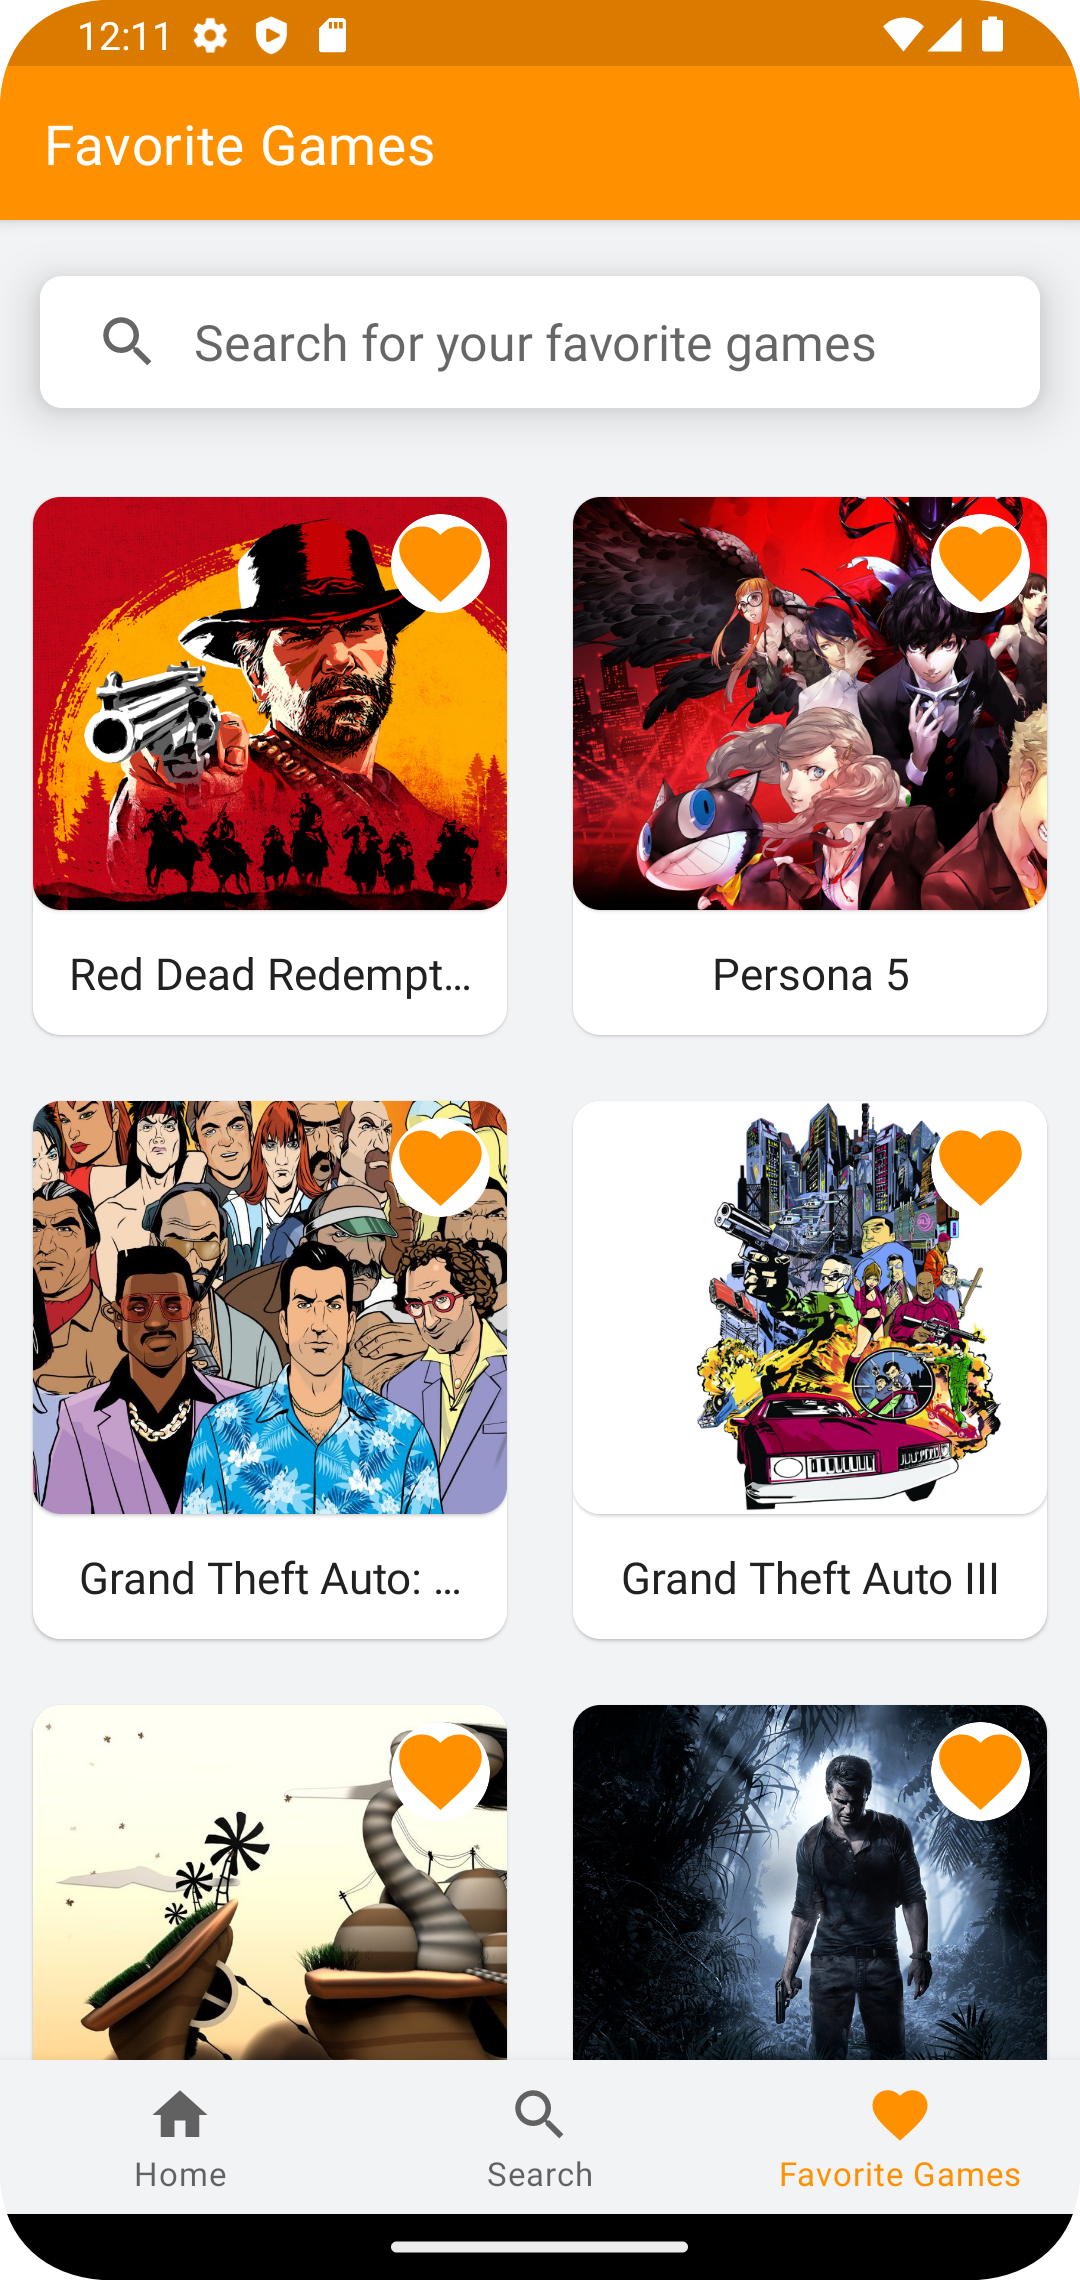 12:11
Favorite Games
Search for your favorite games
Red Dead Redempt...
Persona 5
Grand Theft Auto: ...
Grand Theft Auto III
Home
Search
Favorite Games